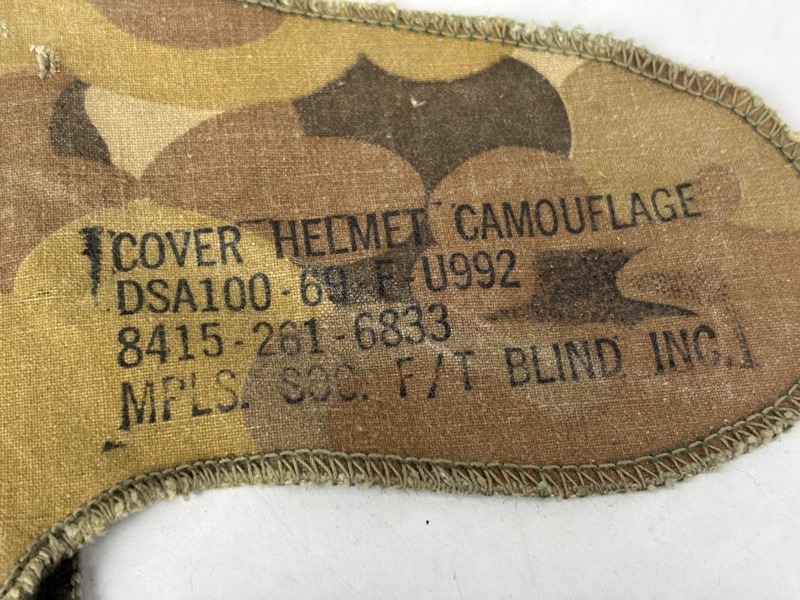 COVER HELMET CAMOUFLAGE
DSA100-69-F-U992
8415-261-6833
MPLS. SOC. F/T BLIND INC.